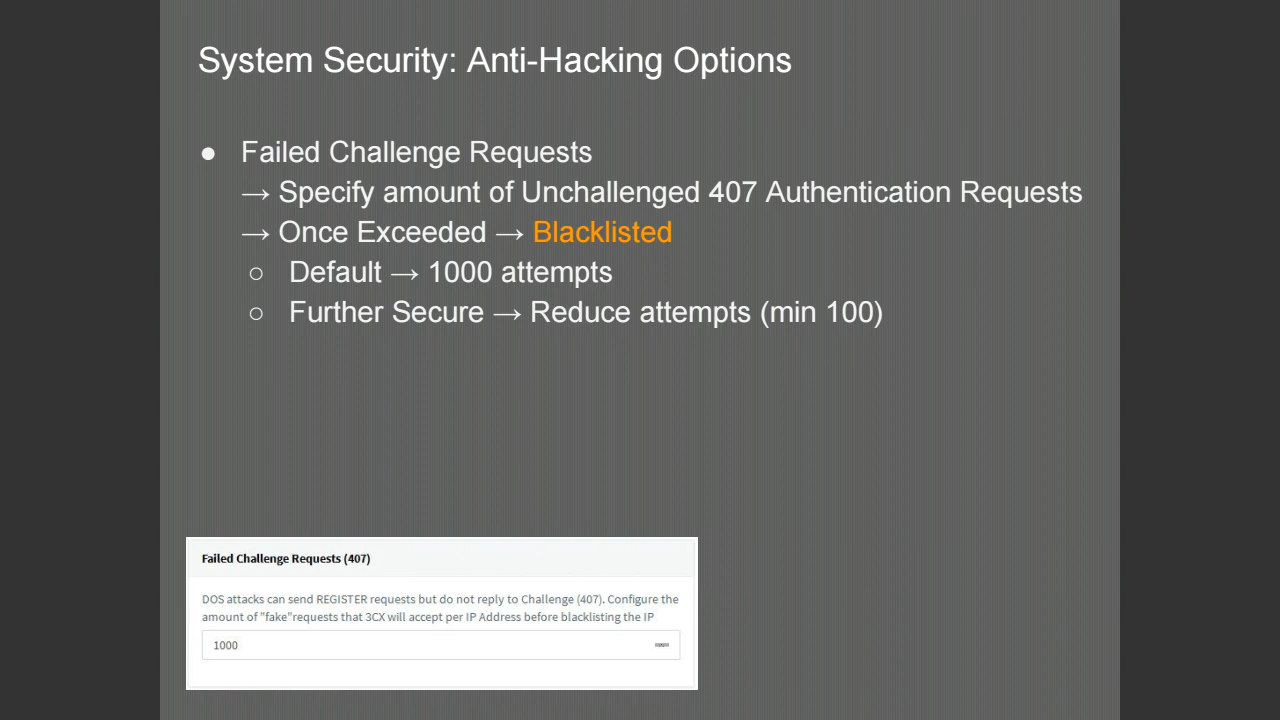 System Security: Anti-Hacking Options
● Failed Challenge Requests
→ Specify amount of Unchallenged 407 Authentication Requests
→ Once Exceeded → Blacklisted
○ Default → 1000 attempts
○ Further Secure → Reduce attempts (min 100)
Failed Challenge Requests (407)
DOS attacks can send REGISTER requests but do not reply to Challenge (407). Configure the
amount of "fake"requests that 3CX will accept per IP Address before blacklisting the IP
1000